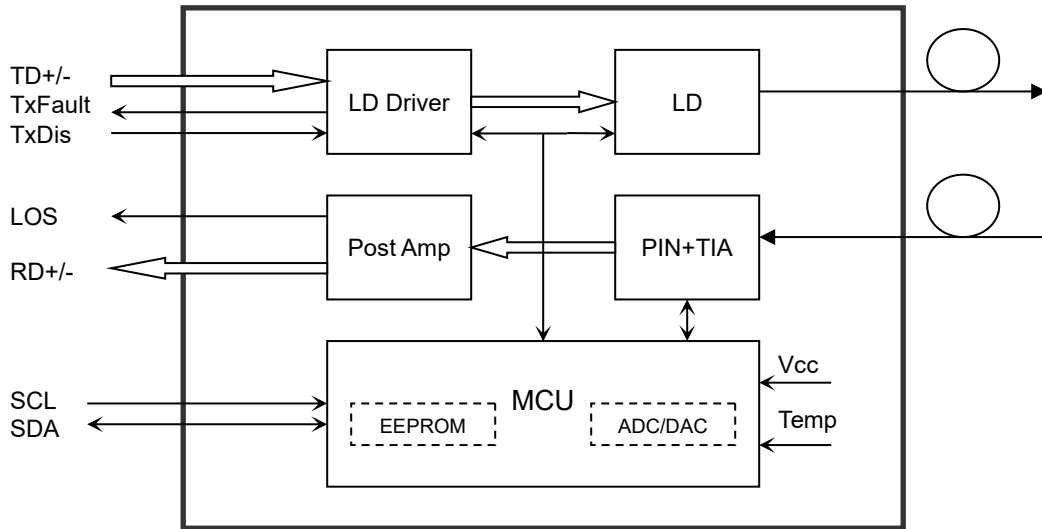 TD+/-
TxFault
TxDis
LD Driver
LD
LOS
RD+/-
Post Amp
PIN+TIA
SCL
SDA
MCU
EEPROM
ADC/DAC
Vcc
Temp